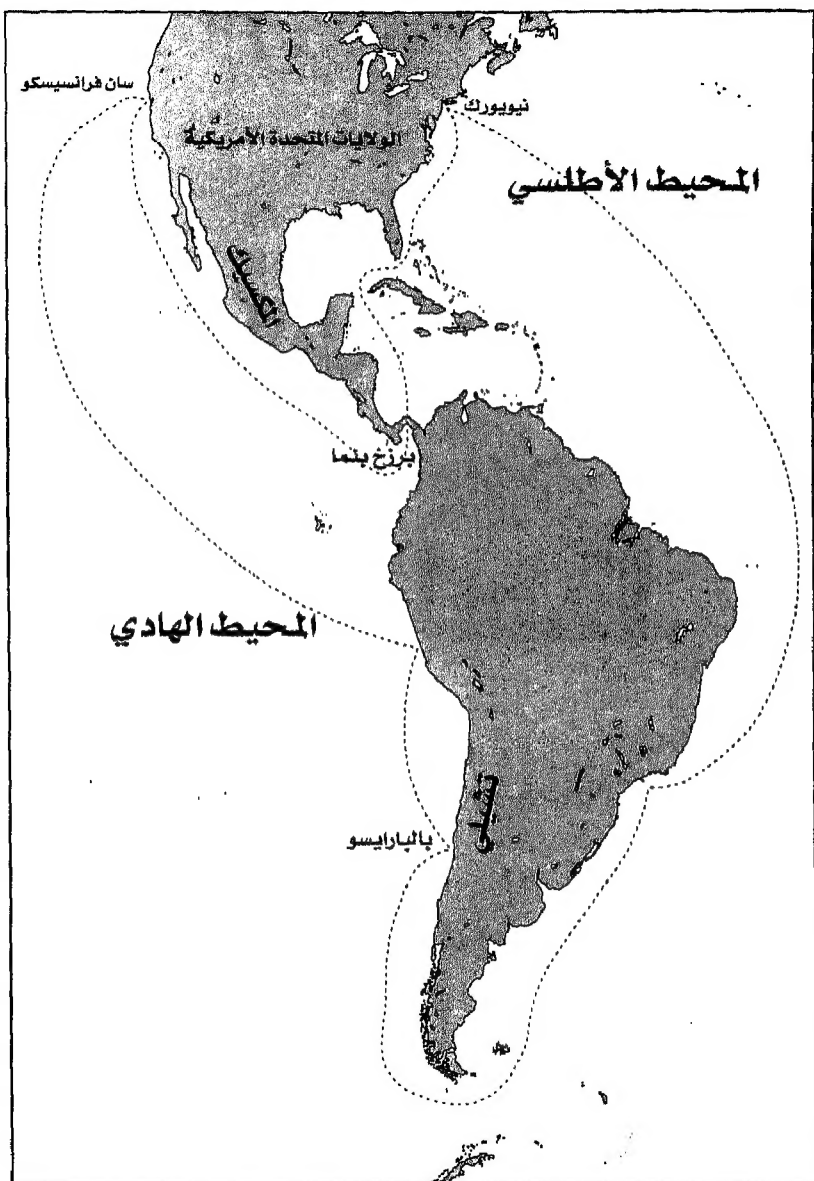 سان فرانسيسكو
نيويورك
الولايات المتحدة الأمريكية
المحيط الأطلسي
المكسيك
برزخ بنما
المحيط الهادي
تشيلي
بالبارايسو